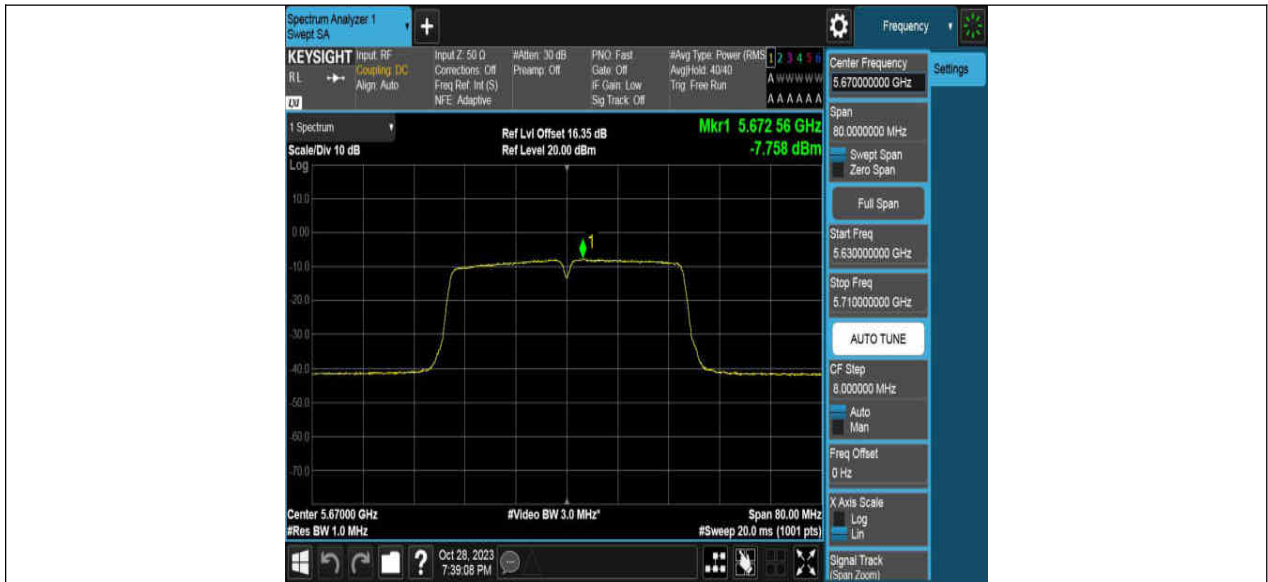 Spectrum Analyzer 1
Swept SA
+
Frequency
KEYSIGHT
RL
Input: RF
Coupling: DC
Align: Auto
Input Z: 50 Ω
Corrections: Off
Freq Ref: Int (S)
NFE: Adaptive
#Atten: 30 dB
Preamp: Off
PNO: Fast
Gate: Off
IF Gain: Low
Sig Track: Off
#Avg Type: Power (RMS
Avg|Hold: 40/40
Trig: Free Run
1 2 3 4 5 6
A W W W W W
A A A A A A
LXI
1 Spectrum
Scale/Div 10 dB
Log
Ref Lvl Offset 16.35 dB
Ref Level 20.00 dBm
Mkr1 5.672 56 GHz
-7.758 dBm
10.0
0.00
-10.0
-20.0
-30.0
-40.0
-50.0
-60.0
-70.0
1
Center 5.67000 GHz
#Res BW 1.0 MHz
#Video BW 3.0 MHz*
Span 80.00 MHz
#Sweep 20.0 ms (1001 pts)
?
Oct 28, 2023
7:39:08 PM
Center Frequency
5.670000000 GHz
Settings
Span
80.0000000 MHz
Swept Span
Zero Span
Full Span
Start Freq
5.630000000 GHz
Stop Freq
5.710000000 GHz
AUTO TUNE
CF Step
8.000000 MHz
Auto
Man
Freq Offset
0 Hz
X Axis Scale
Log
Lin
Signal Track
(Span Zoom)